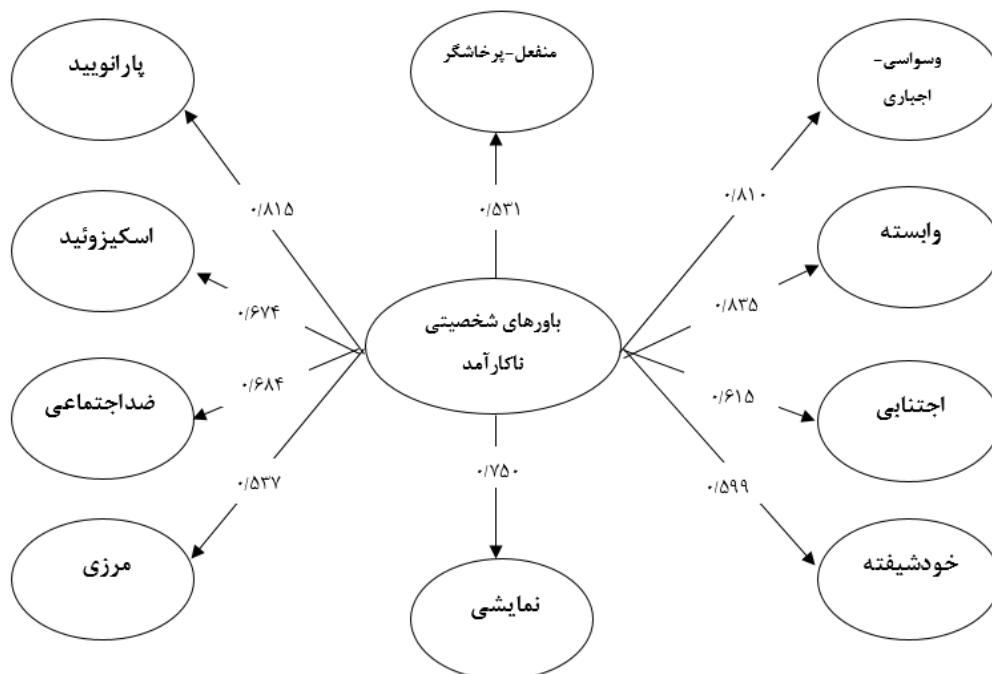 وسواسی-
اجباری
منفعل-پرخاشگر
پارانویید
۰/۸۱۰
۰/۵۳۱
۰/۸۱۵
وابسته
اسکیزوئید
۰/۸۳۵
باورهای شخصیتی
ناکارآمد
۰/۶۷۴
اجتنابی
۰/۶۱۵
۰/۶۸۴
ضداجتماعی
۰/۵۹۹
۰/۷۵۰
۰/۵۳۷
خودشیفته
نمایشی
مرزی